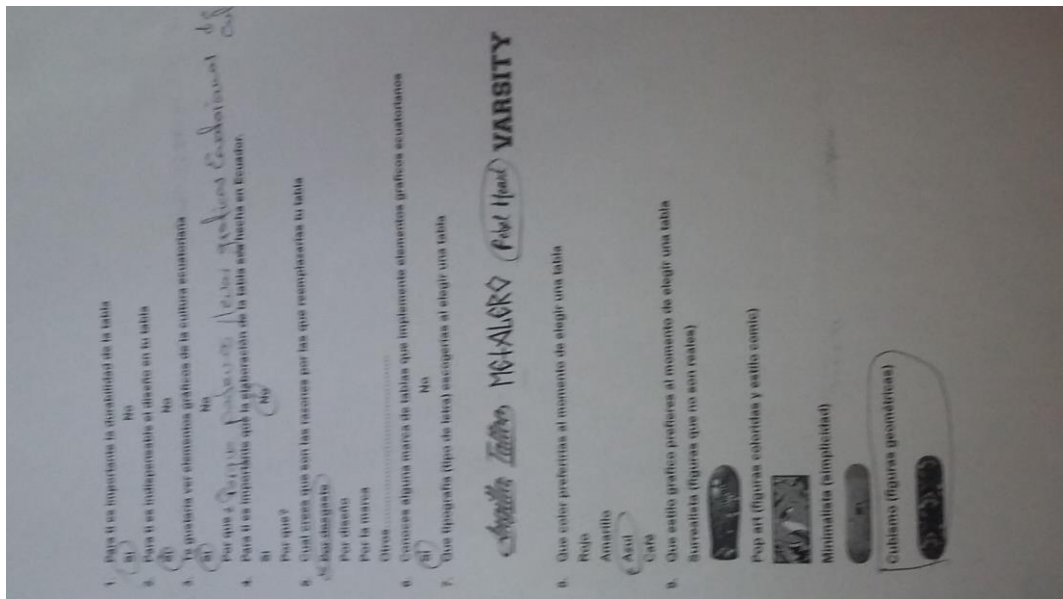 1. Para ti es importante la durabilidad de la tabla
Si No
2. Para ti es indispensable el diseño en tu tabla
Si No
3. Te gustaría ver elementos gráficos de la cultura ecuatoriana
Si No
Por que? Porque gráficos
4. Para ti es importante que la elaboración de la tabla sea hecha en Ecuador.
Si No
Por que?
5. Cual crees que son las razones por las que reemplazarías tu tabla
Por desgaste
Por diseño
Por la marca
Otros
6. Conoces alguna marca de tablas que implemente elementos gráficos ecuatorianos
Si No
7. Que tipografía (tipo de letra) escogerías al elegir una tabla
Tattoo METALERO VARSITY
8. Que color preferirías al momento de elegir una tabla
Rojo
Amarillo
Azul
Café
9. Que estilo gráfico prefieres al momento de elegir una tabla
Surrealista (figuras que no son reales)
Pop art (figuras coloridas y estilo comic)
Minimalista (simplicidad)
Cubismo (figuras geométricas)